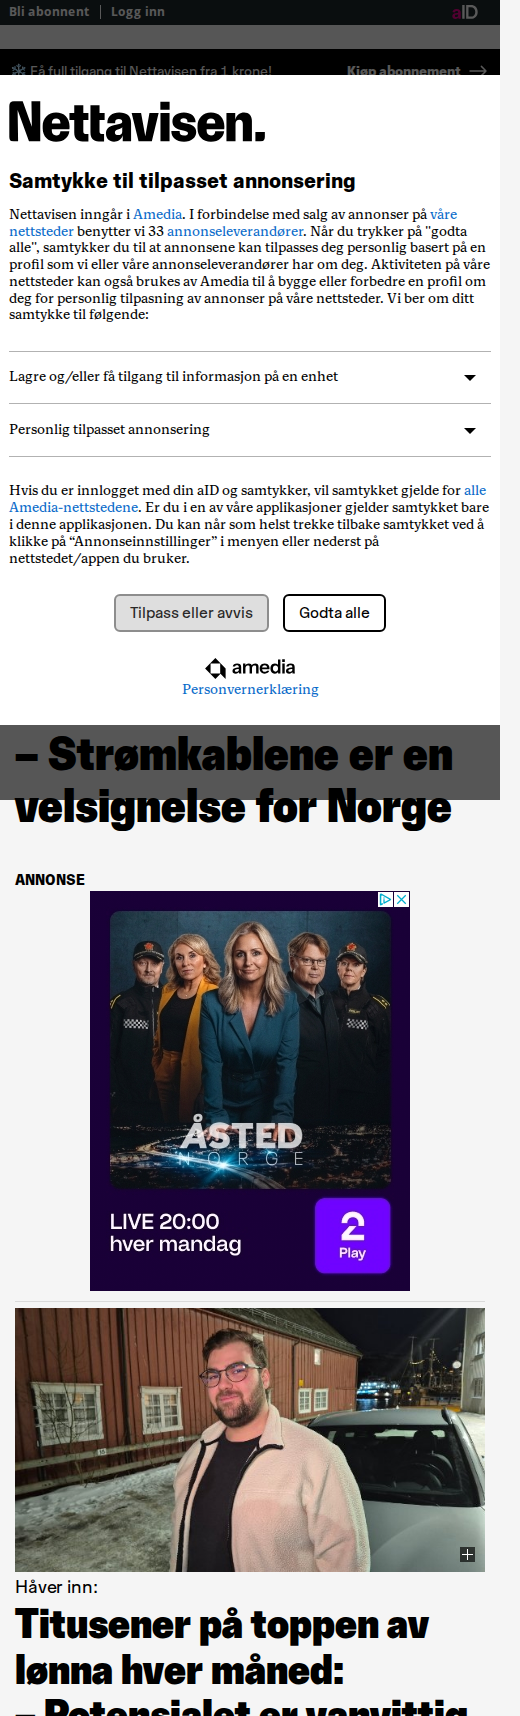 Bli abonnent | Logg inn aID
Få full tilgang til Nettavisen fra 1 krone! Kjøp abonnement →
Nettavisen.
Samtykke til tilpasset annonsering
Nettavisen inngår i Amedia. I forbindelse med salg av annonser på våre
nettsteder benytter vi 33 annonseleverandører. Når du trykker på "godta
alle", samtykker du til at annonsene kan tilpasses deg personlig basert på en
profil som vi eller våre annonseleverandører har om deg. Aktiviteten på våre
nettsteder kan også brukes av Amedia til å bygge eller forbedre en profil om
deg for personlig tilpasning av annonser på våre nettsteder. Vi ber om ditt
samtykke til følgende:
Lagre og/eller få tilgang til informasjon på en enhet
Personlig tilpasset annonsering
Hvis du er innlogget med din aID og samtykker, vil samtykket gjelde for alle
Amedia-nettstedene. Er du i en av våre applikasjoner gjelder samtykket bare
i denne applikasjonen. Du kan når som helst trekke tilbake samtykket ved å
klikke på “Annonseinnstillinger” i menyen eller nederst på
nettstedet/appen du bruker.
Tilpass eller avvis Godta alle
amedia
Personvernerklæring
– Strømkablene er en
velsignelse for Norge
ANNONSE
ÅSTED
NORGE
LIVE 20:00
hver mandag
2
Play
Håver inn:
Titusener på toppen av
lønna hver måned:
– Potensialet er vanvittig